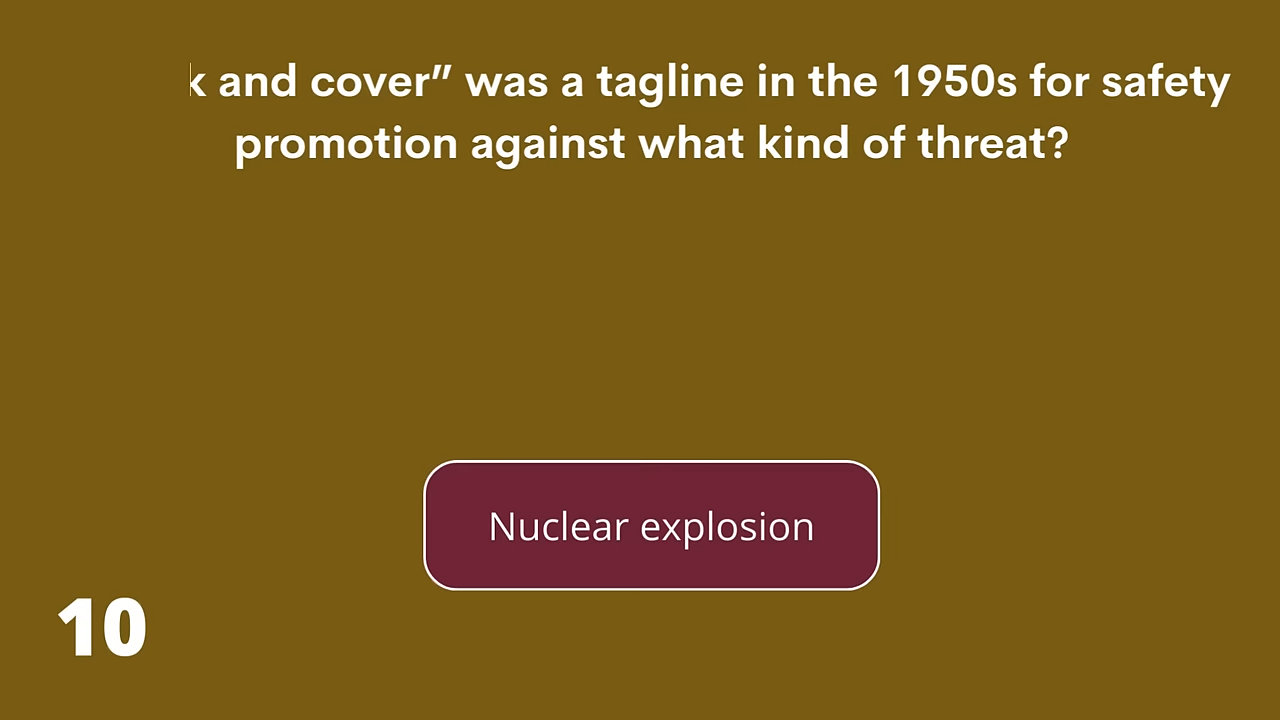 k and cover” was a tagline in the 1950s for safety
promotion against what kind of threat?
Nuclear explosion
10